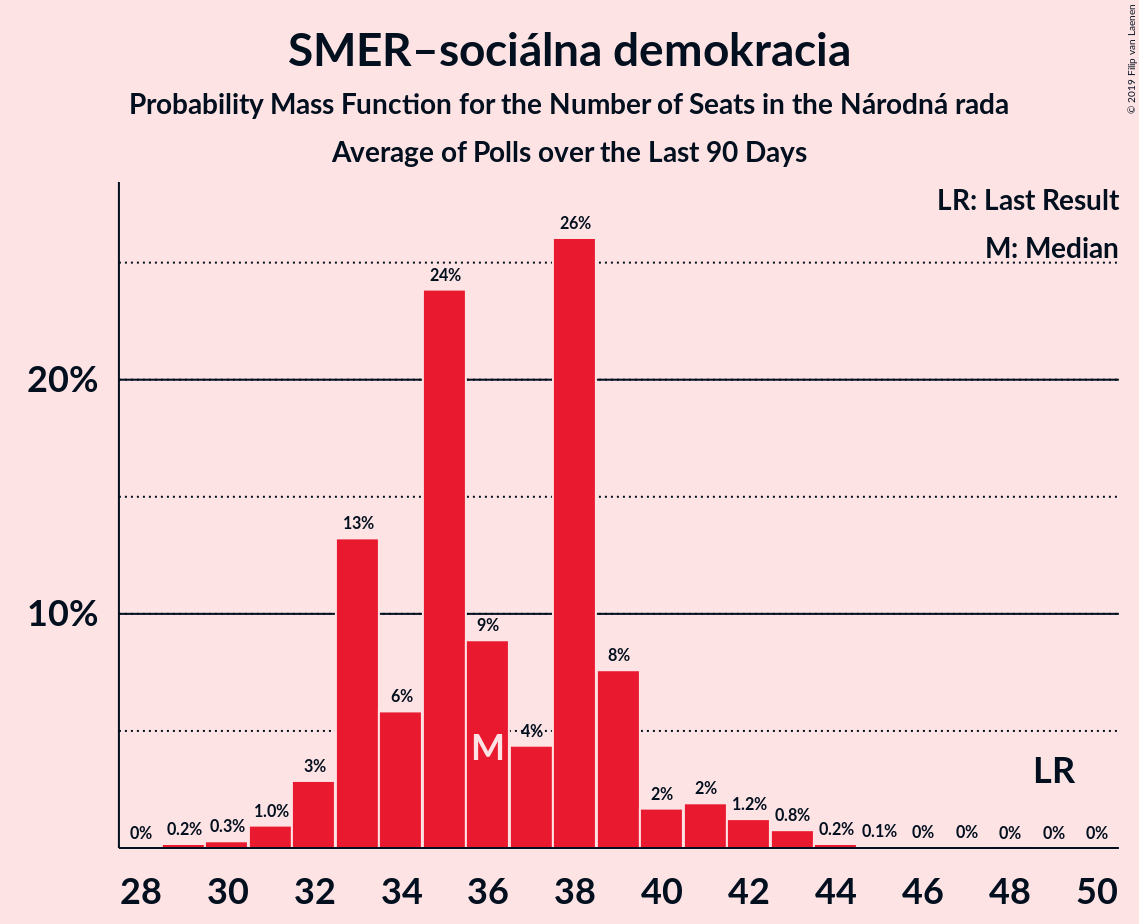 SMER–sociálna demokracia
Probability Mass Function for the Number of Seats in the Národná rada
Average of Polls over the Last 90 Days
© 2019 Filip van Laenen
LR: Last Result
M: Median
26%
24%
20%
13%
10%
9%
8%
6%
4%
M
LR
3%
2%
2%
1.2%
1.0%
0.8%
0% 0.2% 0.3% 0.2% 0.1% 0% 0% 0% 0% 0%
28 30 32 34 36 38 40 42 44 46 48 50